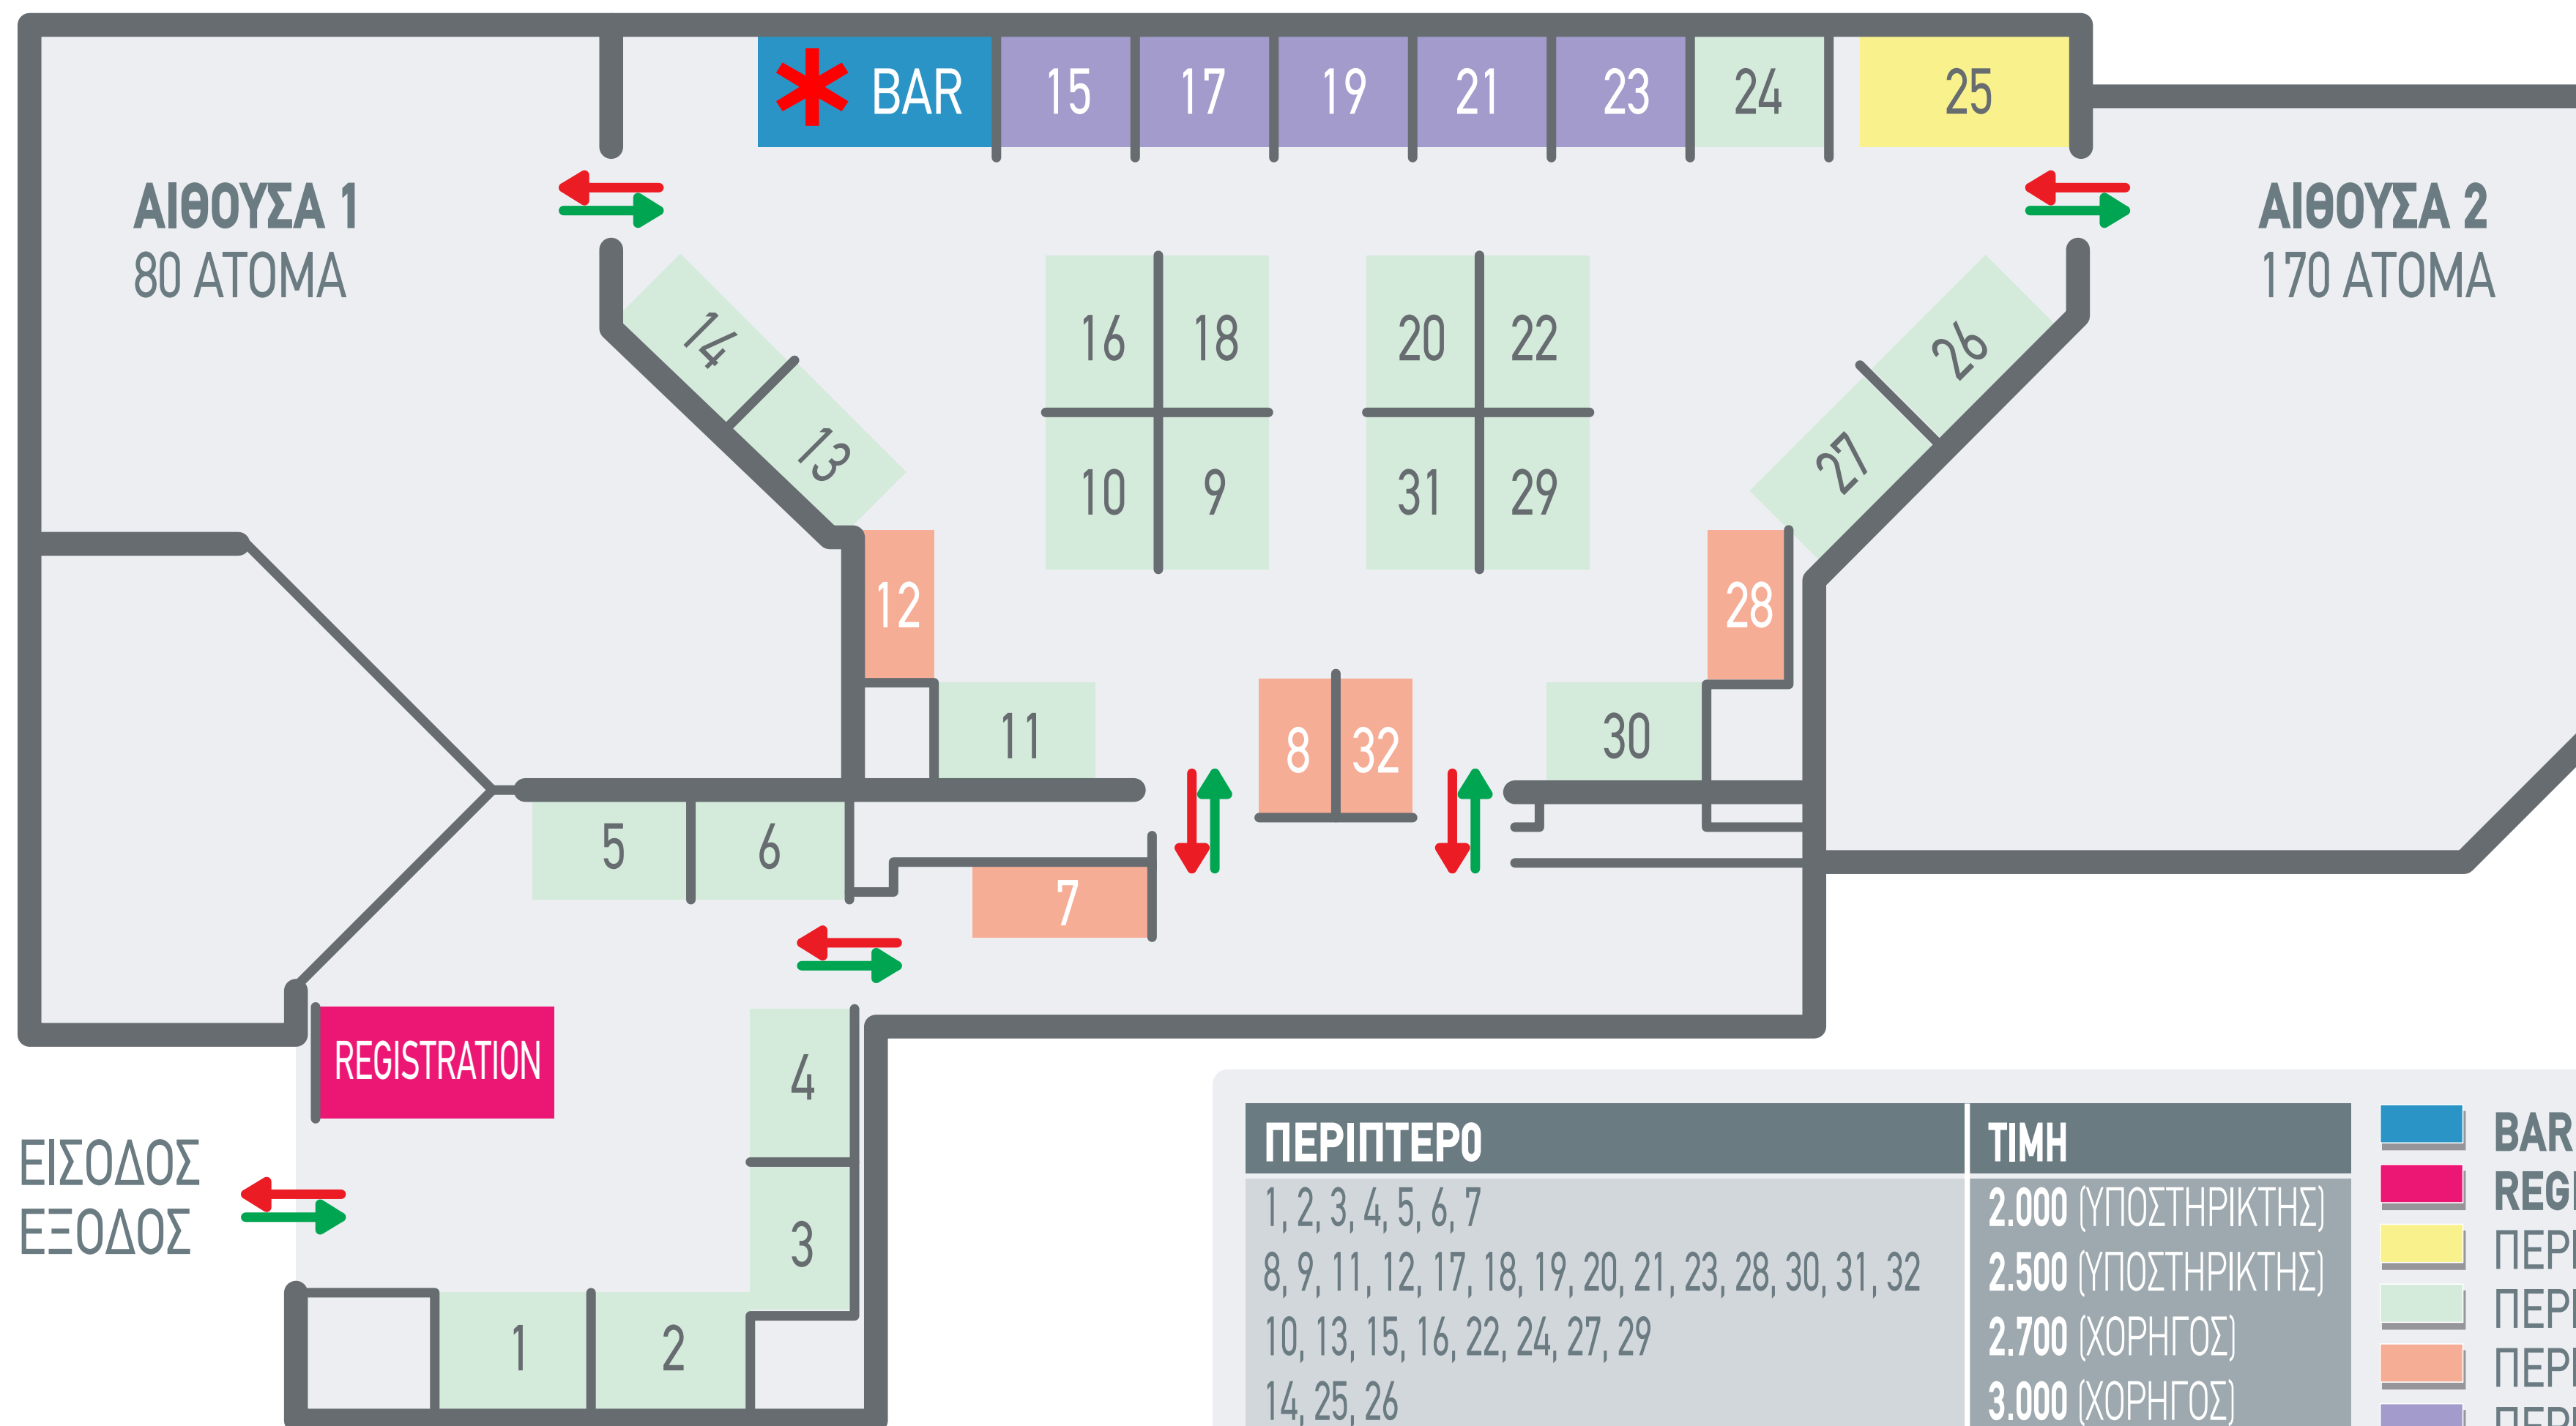 BAR
15
17
19
21
23
24
25
ΑΙΘΟΥΣΑ 1
80 ΑΤΟΜΑ
ΑΙΘΟΥΣΑ 2
170 ΑΤΟΜΑ
14
13
16
18
10
9
20
22
31
29
26
27
12
28
11
8
32
30
5
6
7
REGISTRATION
4
3
ΕΙΣΟΔΟΣ
ΕΞΟΔΟΣ
1
2
ΠΕΡΙΠΤΕΡΟ ΤΙΜΗ
1, 2, 3, 4, 5, 6, 7 2.000 (ΥΠΟΣΤΗΡΙΚΤΗΣ)
8, 9, 11, 12, 17, 18, 19, 20, 21, 23, 28, 30, 31, 32 2.500 (ΥΠΟΣΤΗΡΙΚΤΗΣ)
10, 13, 15, 16, 22, 24, 27, 29 2.700 (ΧΟΡΗΓΟΣ)
14, 25, 26 3.000 (ΧΟΡΗΓΟΣ)
BAR